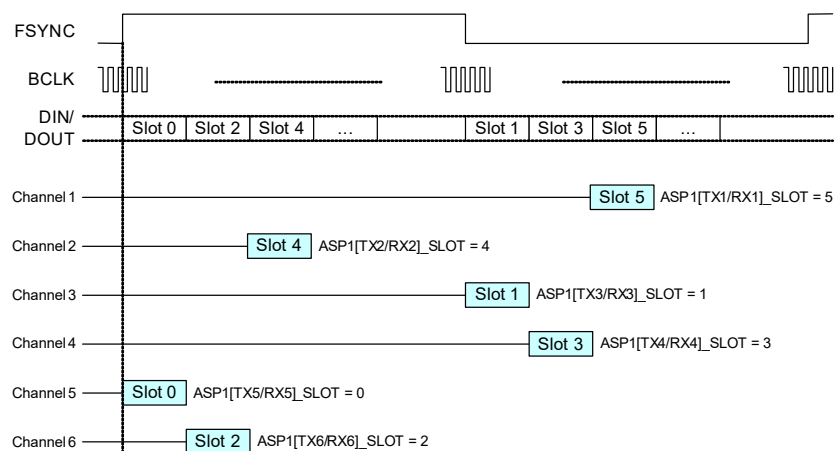 FSYNC
BCLK
DIN/
DOUT
Slot 0 Slot 2 Slot 4 ... Slot 1 Slot 3 Slot 5 ...
Channel 1 Slot 5 ASP1[TX1/RX1]_SLOT = 5
Channel 2 Slot 4 ASP1[TX2/RX2]_SLOT = 4
Channel 3 Slot 1 ASP1[TX3/RX3]_SLOT = 1
Channel 4 Slot 3 ASP1[TX4/RX4]_SLOT = 3
Channel 5 Slot 0 ASP1[TX5/RX5]_SLOT = 0
Channel 6 Slot 2 ASP1[TX6/RX6]_SLOT = 2